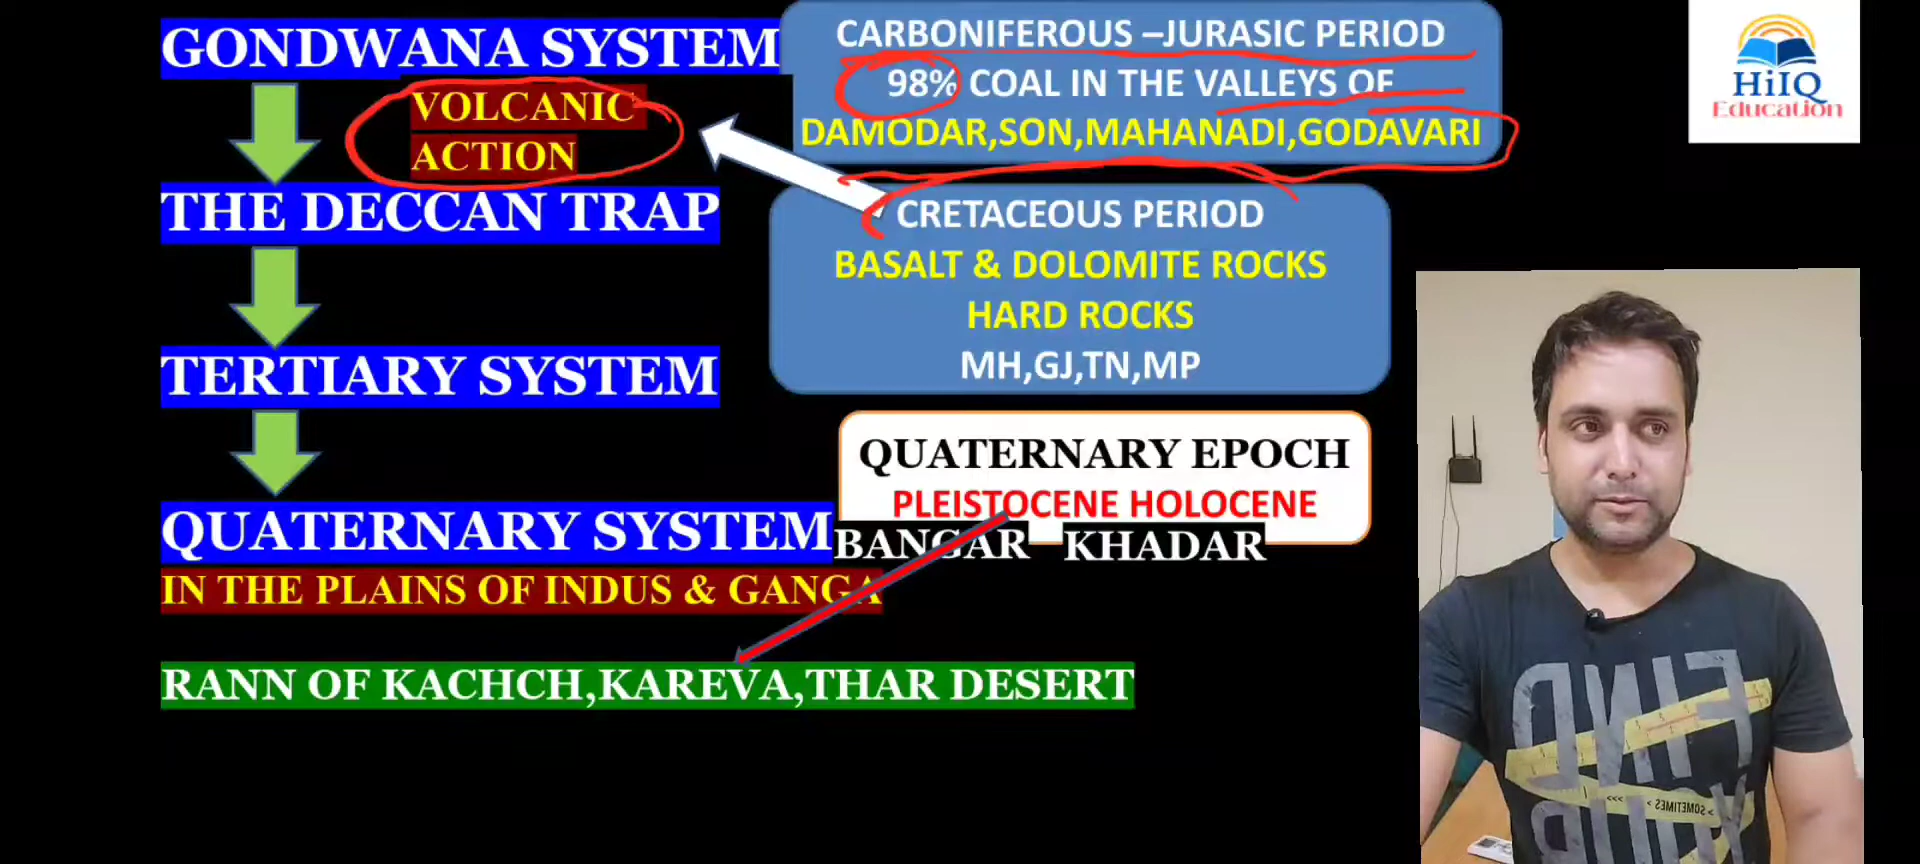 GONDWANA SYSTEM
CARBONIFEROUS –JURASIC PERIOD
98% COAL IN THE VALLEYS OF
DAMODAR,SON,MAHANADI,GODAVARI
HiIQ
Education
VOLCANIC
ACTION
THE DECCAN TRAP
CRETACEOUS PERIOD
BASALT & DOLOMITE ROCKS
HARD ROCKS
MH,GJ,TN,MP
TERTIARY SYSTEM
QUATERNARY EPOCH
PLEISTOCENE HOLOCENE
QUATERNARY SYSTEM
BANGAR KHADAR
IN THE PLAINS OF INDUS & GANGA
RANN OF KACHCH,KAREVA,THAR DESERT
FIND
< SOMETIMES > >>>